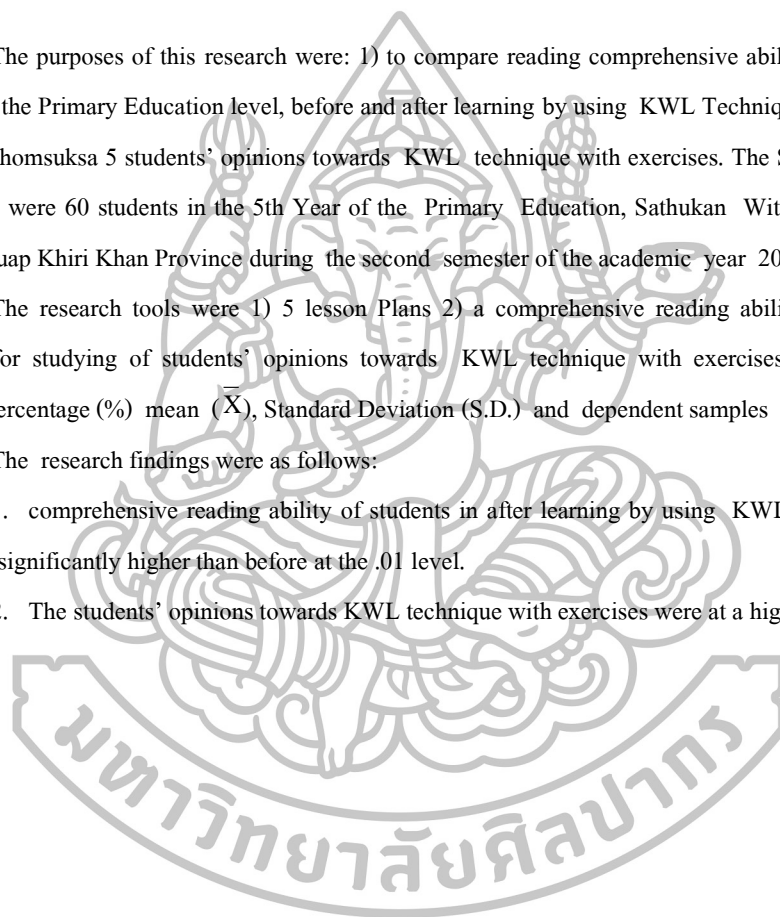 The purposes of this research were: 1) to compare reading comprehensive abil
the Primary Education level, before and after learning by using KWL Techniqu
homsuksa 5 students’ opinions towards KWL technique with exercises. The S
were 60 students in the 5th Year of the Primary Education, Sathukan Wit
uap Khiri Khan Province during the second semester of the academic year 20
The research tools were 1) 5 lesson Plans 2) a comprehensive reading abili
for studying of students’ opinions towards KWL technique with exercises
ercentage (%) mean (X̅), Standard Deviation (S.D.) and dependent samples
The research findings were as follows:
. comprehensive reading ability of students in after learning by using KWL
significantly higher than before at the .01 level.
2. The students’ opinions towards KWL technique with exercises were at a hig
มหาวิทยาลัยศิลปากร